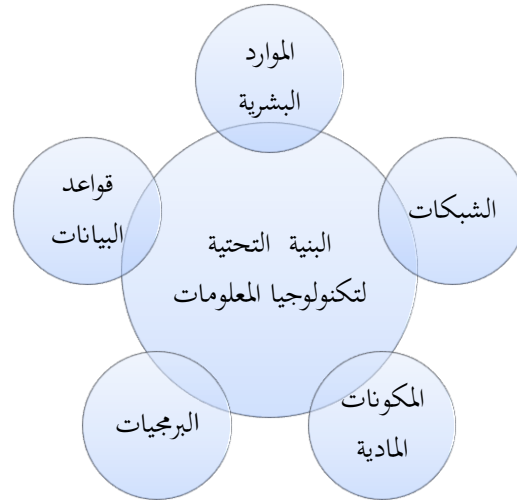 الموارد
البشرية
الشبكات
قواعد
البيانات
البنية التحتية
لتكنولوجيا المعلومات
المكونات
المادية
البرمجيات